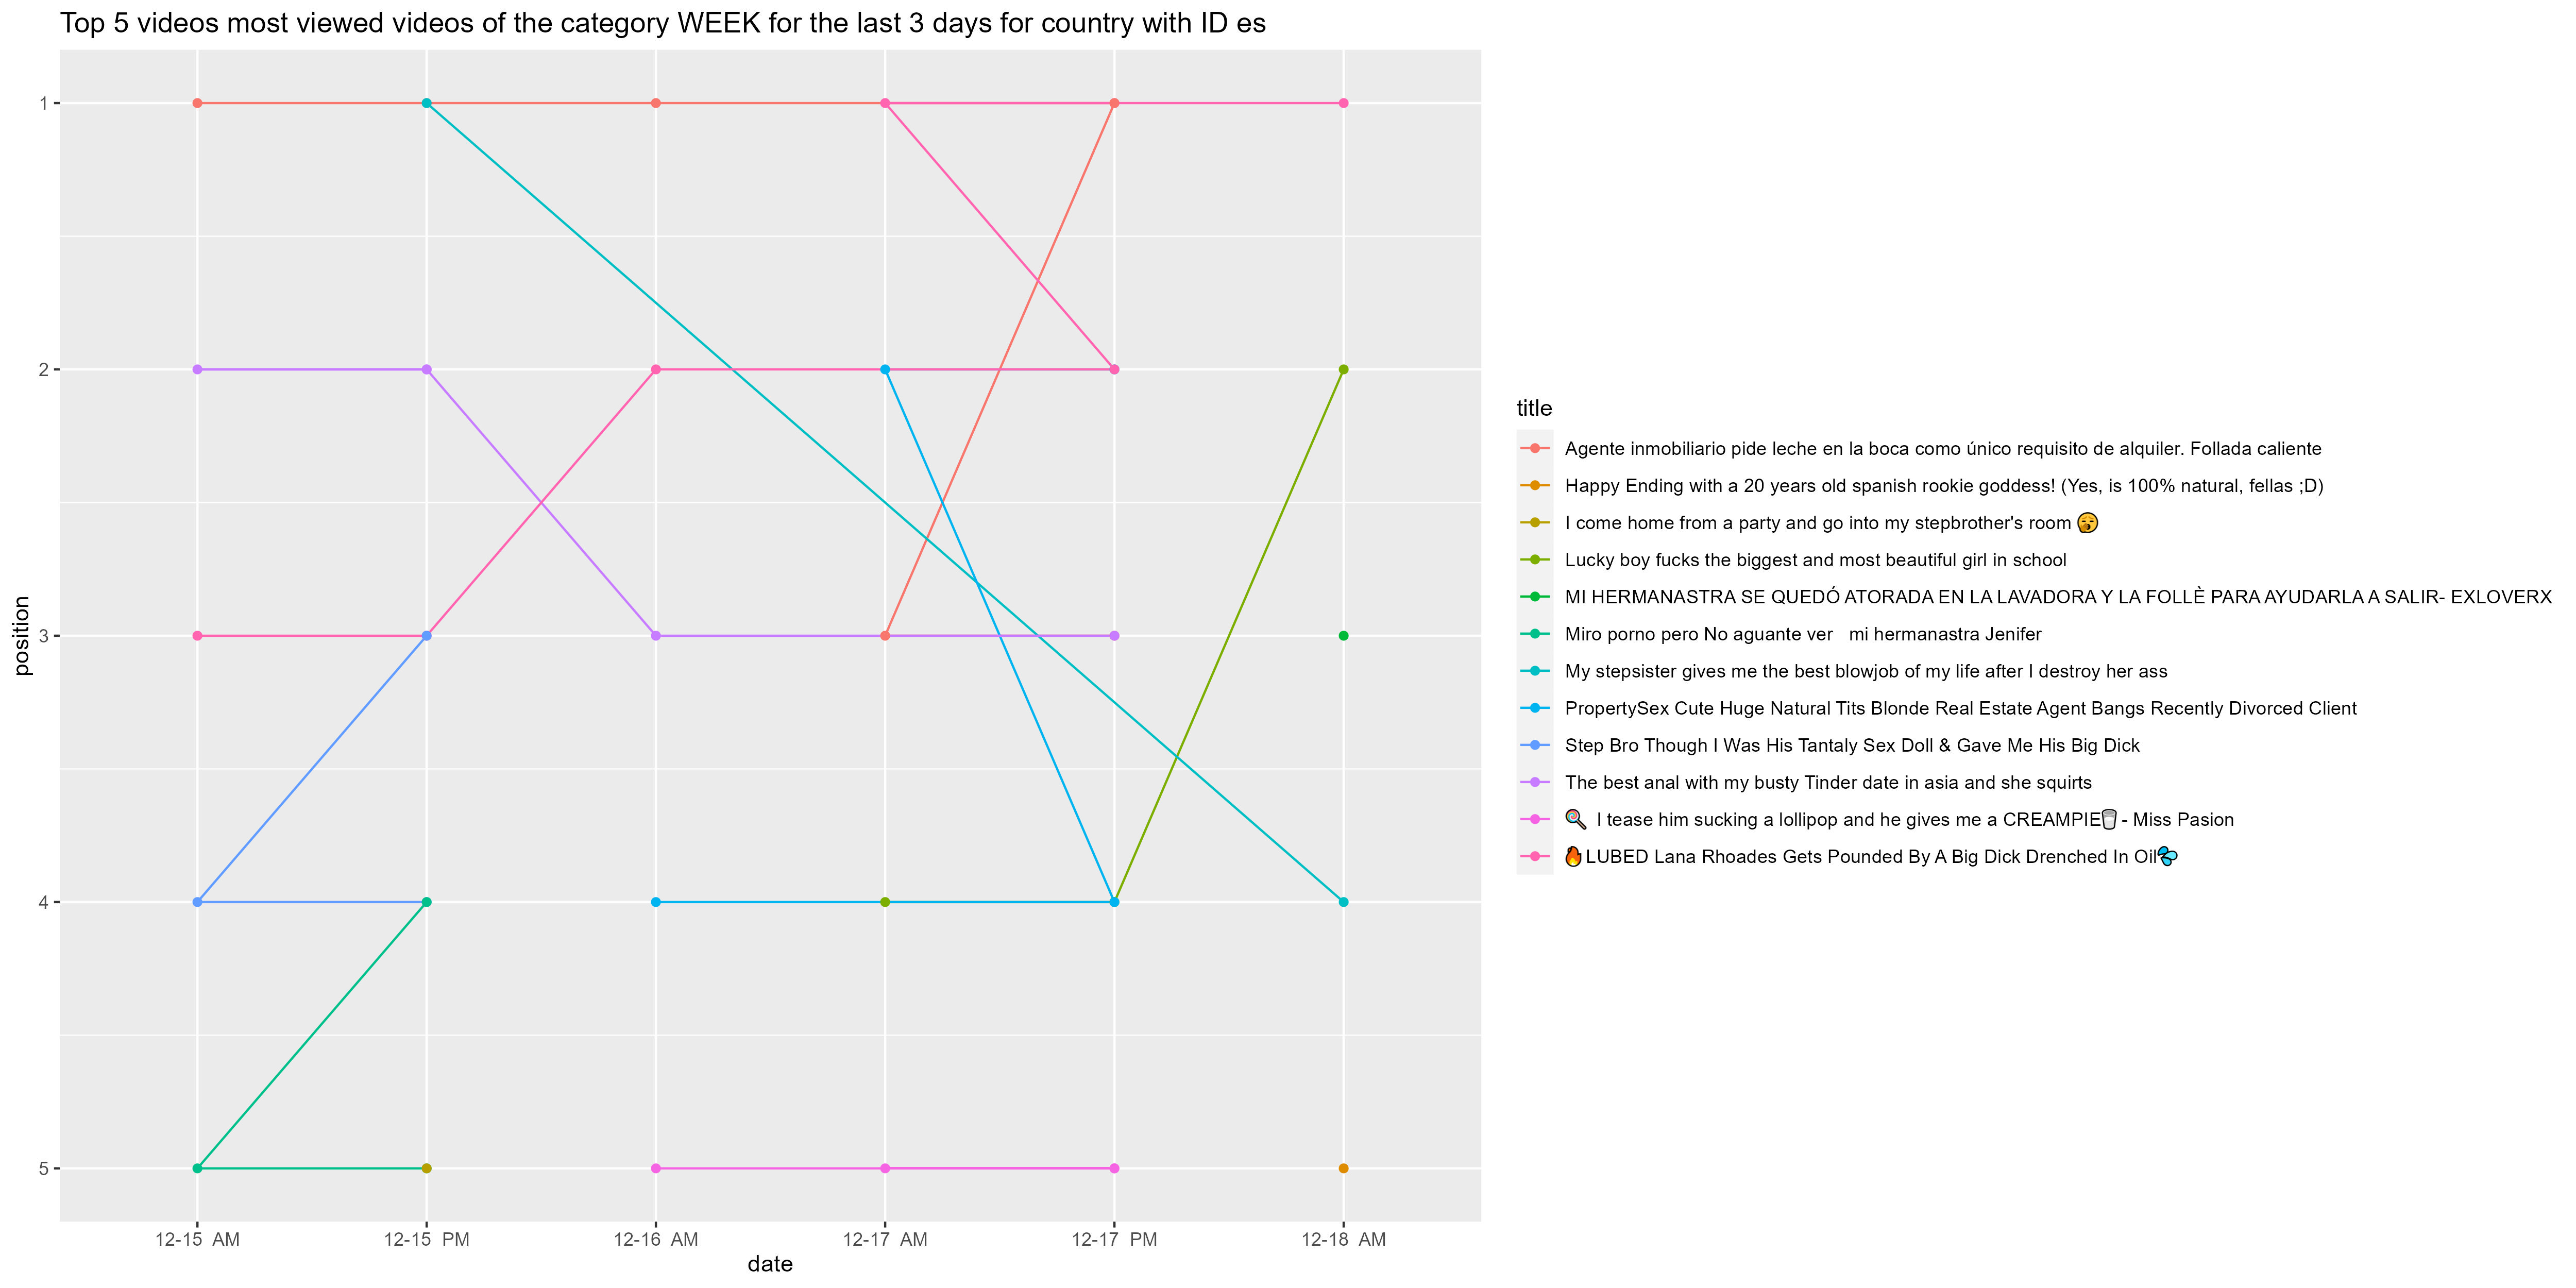 Top 5 videos most viewed videos of the category WEEK for the last 3 days for country with ID es
position
1
2
3
4
5
12-15 AM
12-15 PM
12-16 AM
12-17 AM
12-17 PM
12-18 AM
date
title
Agente inmobiliario pide leche en la boca como único requisito de alquiler. Follada caliente
Happy Ending with a 20 years old spanish rookie goddess! (Yes, is 100% natural, fellas ;D)
I come home from a party and go into my stepbrother's room 🥱
Lucky boy fucks the biggest and most beautiful girl in school
MI HERMANASTRA SE QUEDÓ ATORADA EN LA LAVADORA Y LA FOLLÈ PARA AYUDARLA A SALIR- EXLOVERX
Miro porno pero No aguante ver mi hermanastra Jenifer
My stepsister gives me the best blowjob of my life after I destroy her ass
PropertySex Cute Huge Natural Tits Blonde Real Estate Agent Bangs Recently Divorced Client
Step Bro Though I Was His Tantaly Sex Doll & Gave Me His Big Dick
The best anal with my busty Tinder date in asia and she squirts
🍭 I tease him sucking a lollipop and he gives me a CREAMPIE🥛 - Miss Pasion
🔥LUBED Lana Rhoades Gets Pounded By A Big Dick Drenched In Oil💦